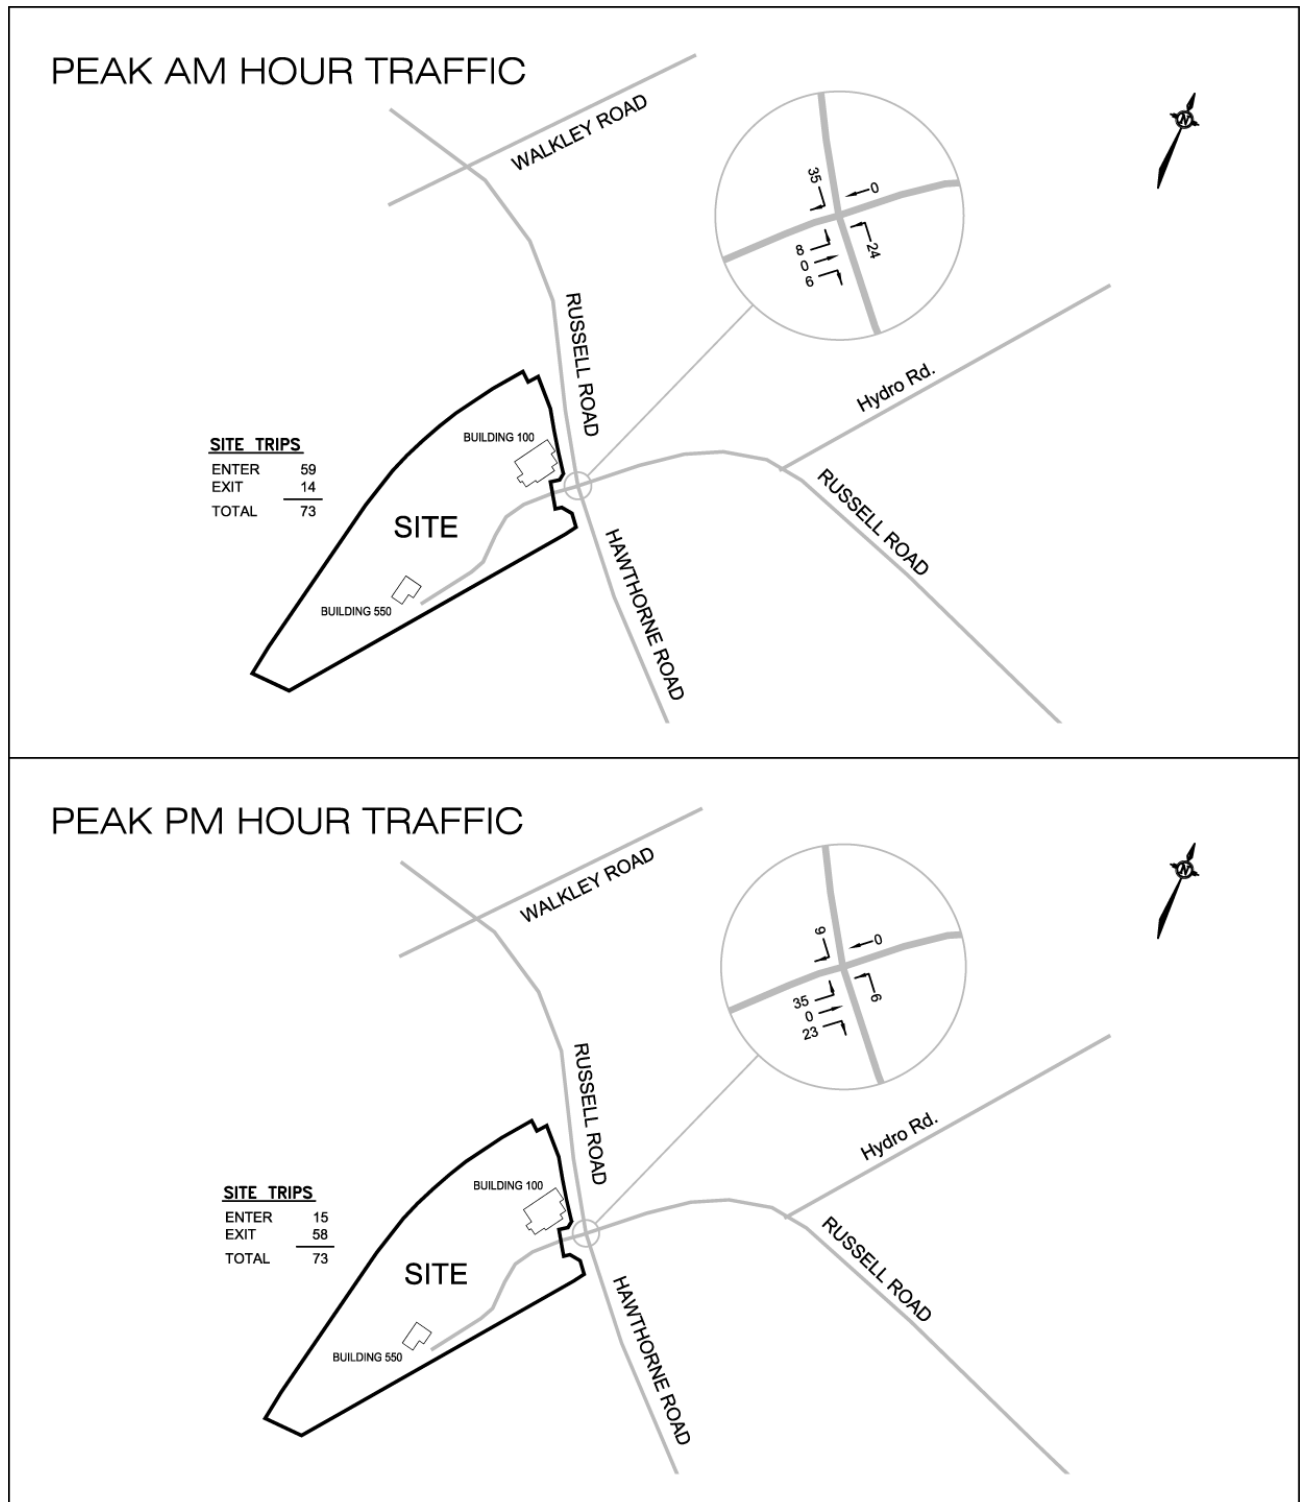 PEAK AM HOUR TRAFFIC
WALKLEY ROAD
N
35
0
8
0
6
24
RUSSELL ROAD
Hydro Rd.
BUILDING 100
SITE TRIPS
ENTER 59
EXIT 14
TOTAL 73
SITE
RUSSELL ROAD
HAWTHORNE ROAD
BUILDING 550
PEAK PM HOUR TRAFFIC
WALKLEY ROAD
N
9
0
35
0
23
6
RUSSELL ROAD
Hydro Rd.
BUILDING 100
SITE TRIPS
ENTER 15
EXIT 58
TOTAL 73
SITE
RUSSELL ROAD
HAWTHORNE ROAD
BUILDING 550